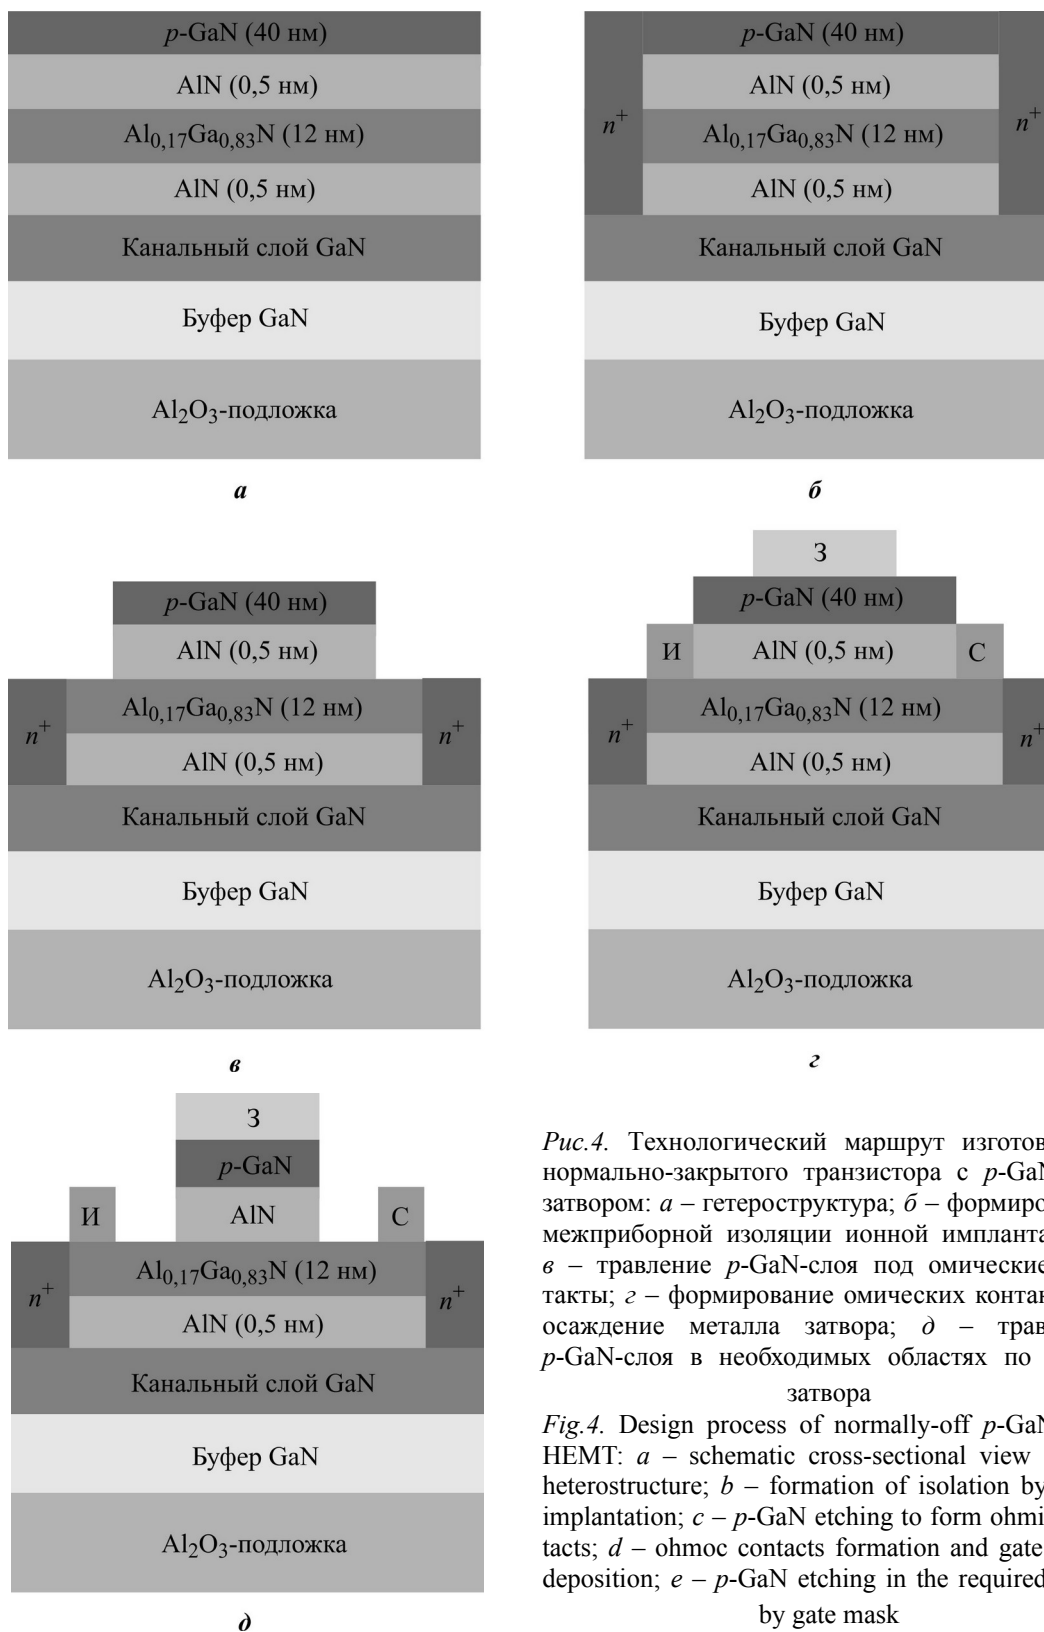 p-GaN (40 нм)
AlN (0,5 нм)
Al0,17Ga0,83N (12 нм)
AlN (0,5 нм)
Канальный слой GaN
Буфер GaN
Al2O3-подложка
а
p-GaN (40 нм)
AlN (0,5 нм)
n+ Al0,17Ga0,83N (12 нм) n+
AlN (0,5 нм)
Канальный слой GaN
Буфер GaN
Al2O3-подложка
б
p-GaN (40 нм)
AlN (0,5 нм)
n+ Al0,17Ga0,83N (12 нм) n+
AlN (0,5 нм)
Канальный слой GaN
Буфер GaN
Al2O3-подложка
в
З
p-GaN (40 нм)
И AlN (0,5 нм) С
n+ Al0,17Ga0,83N (12 нм) n+
AlN (0,5 нм)
Канальный слой GaN
Буфер GaN
Al2O3-подложка
г
З
p-GaN
И AlN С
n+ Al0,17Ga0,83N (12 нм) n+
AlN (0,5 нм)
Канальный слой GaN
Буфер GaN
Al2O3-подложка
д
Рис.4. Технологический маршрут изготов
нормально-закрытого транзистора с p-GaN
затвором: а – гетероструктура; б – формиро
межприборной изоляции ионной импланта
в – травление p-GaN-слоя под омические
такты; г – формирование омических контак
осаждение металла затвора; д – трав
p-GaN-слоя в необходимых областях по
затвора
Fig.4. Design process of normally-off p-GaN
HEMT: a – schematic cross-sectional view
heterostructure; b – formation of isolation by
implantation; c – p-GaN etching to form ohmi
tacts; d – ohmoc contacts formation and gate
deposition; e – p-GaN etching in the required
by gate mask